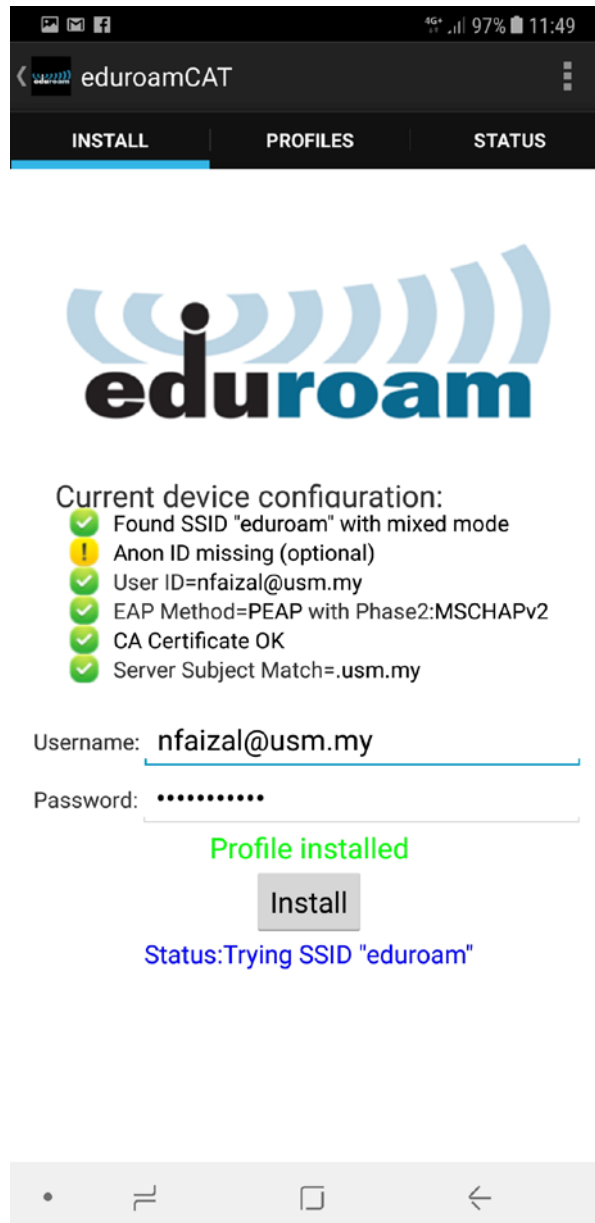 4G+ 97% 11:49
eduroam eduroamCAT
INSTALL PROFILES STATUS
eduroam
Current device configuration:
Found SSID "eduroam" with mixed mode
! Anon ID missing (optional)
User ID=nfaizal@usm.my
EAP Method=PEAP with Phase2:MSCHAPv2
CA Certificate OK
Server Subject Match=.usm.my
Username: nfaizal@usm.my
Password: •••••••••••
Profile installed
Install
Status:Trying SSID "eduroam"